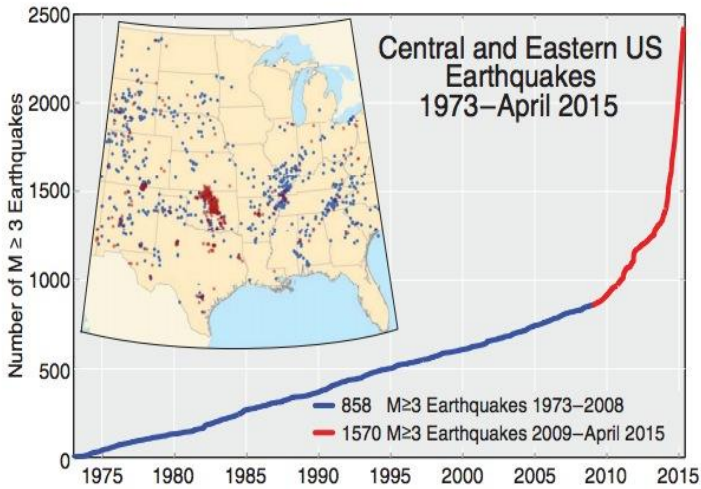 Central and Eastern US
Earthquakes
1973–April 2015
Number of M ≥ 3 Earthquakes
2500
2000
1500
1000
500
0
858 M≥3 Earthquakes 1973–2008
1570 M≥3 Earthquakes 2009–April 2015
1975 1980 1985 1990 1995 2000 2005 2010 2015